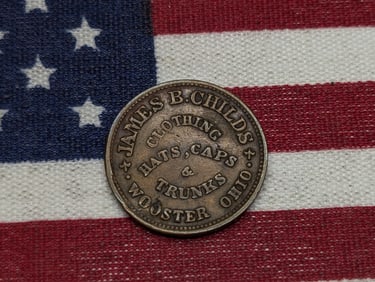 JAMES B. CHILDS
CLOTHING
HATS, CAPS
&
TRUNKS
WOOSTER OHIO.